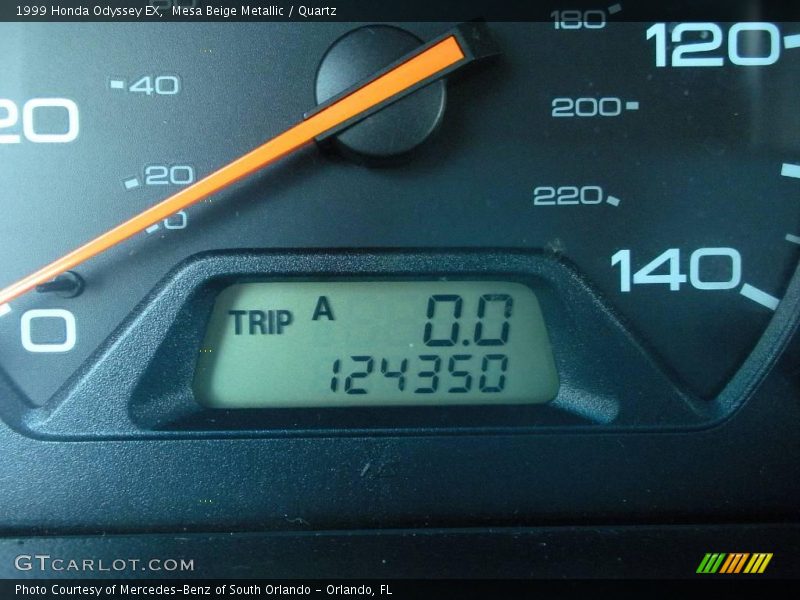 1999 Honda Odyssey EX, Mesa Beige Metallic / Quartz
180
120
40
20
200
20
0
220
140
0
TRIP A 0.0
124350
GTCARLOT.COM
Photo Courtesy of Mercedes-Benz of South Orlando - Orlando, FL